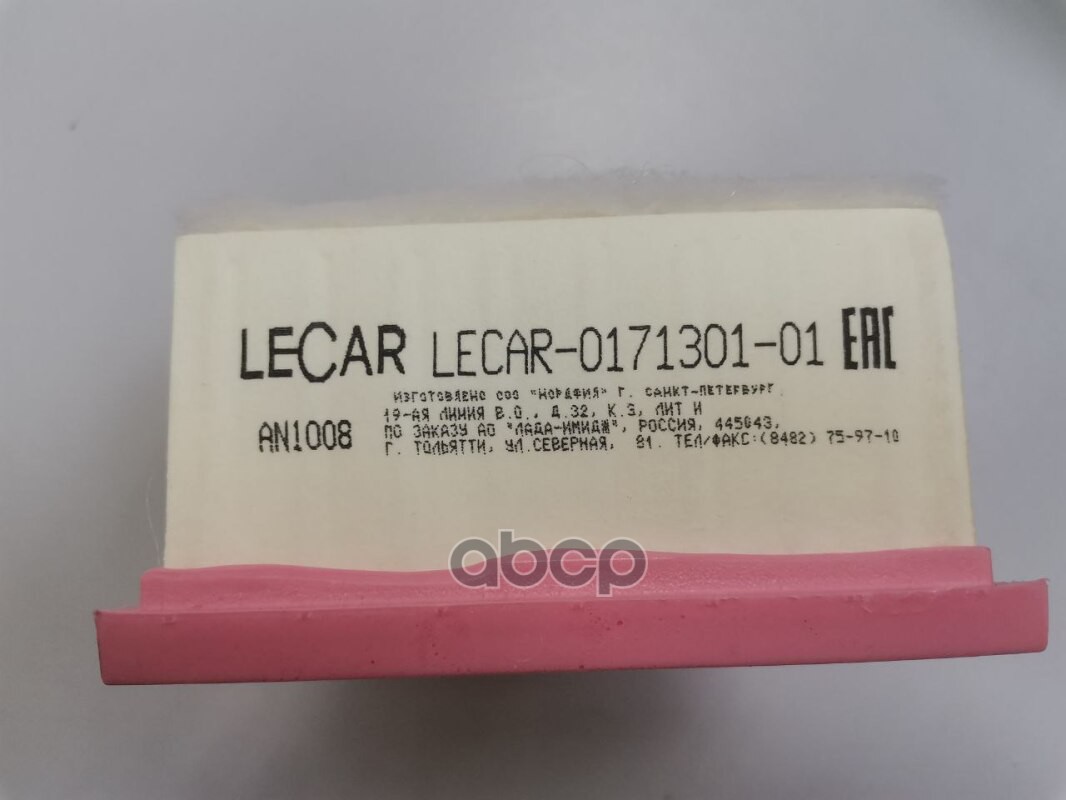 LECAR LECAR-0171301-01 EAC
ИЗГОТОВЛЕНО ООО "НОРДФИЛ" Г. САНКТ-ПЕТЕРБУРГ,
19-АЯ ЛИНИЯ В.О., Д.32, К.3, ЛИТ И
AN1008
ПО ЗАКАЗУ АО "ЛАДА-ИМИДЖ", РОССИЯ, 445043,
Г. ТОЛЬЯТТИ, УЛ.СЕВЕРНАЯ, 81. ТЕЛ/ФАКС:(8482) 75-97-10
abcp